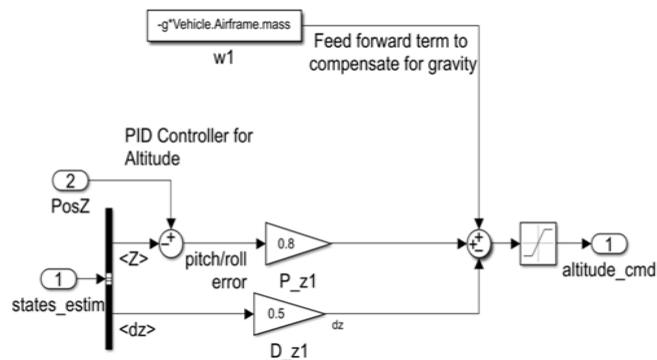 -g*Vehicle.Airframe.mass
w1
Feed forward term to
compensate for gravity
PID Controller for
Altitude
2
PosZ
+
-
<Z>
pitch/roll
error
0.8
P_z1
+
+
-
1
altitude_cmd
1
states_estim
<dz>
0.5
dz
D_z1